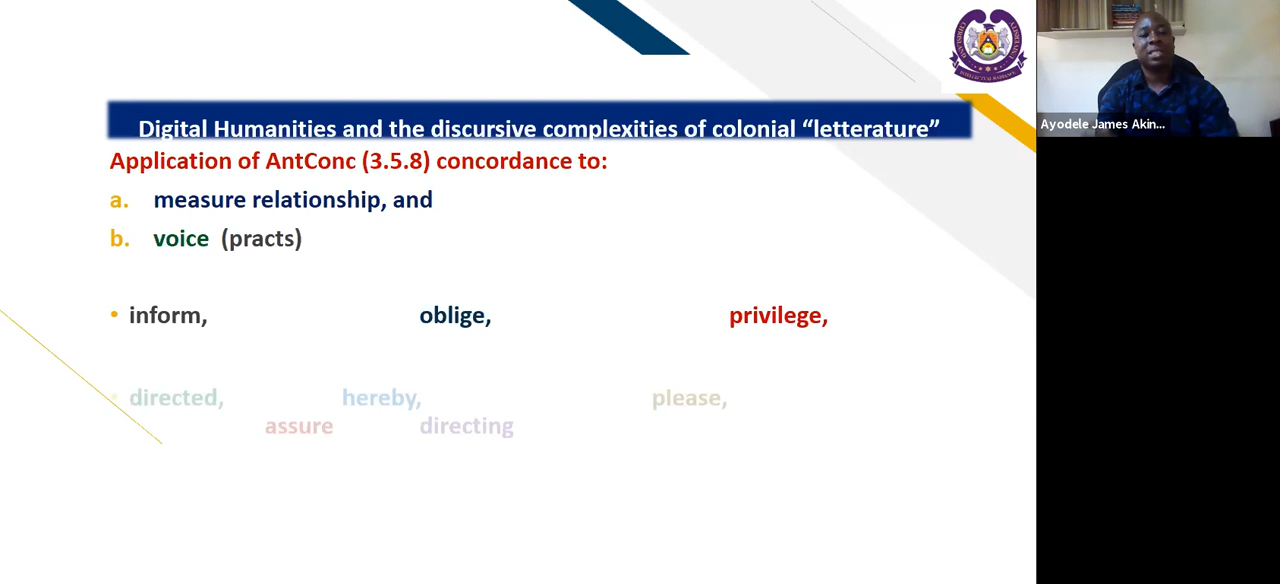 Digital Humanities and the discursive complexities of colonial “letterature”
Ayodele James Akin...
Application of AntConc (3.5.8) concordance to:
a. measure relationship, and
b. voice (practs)
• inform, oblige, privilege,
• directed, hereby, please,
assure directing